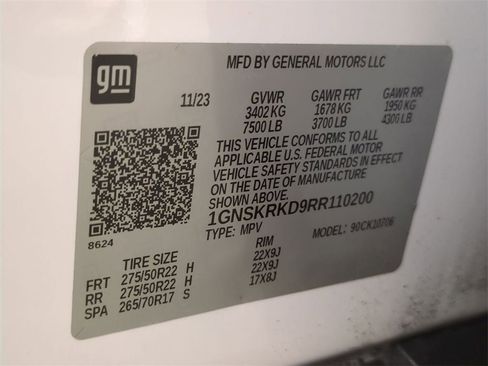 gm
MFD BY GENERAL MOTORS LLC
11/23 GVWR GAWR FRT GAWR RR
3402 KG 1678 KG 1950 KG
7500 LB 3700 LB 4300 LB
THIS VEHICLE CONFORMS TO ALL
APPLICABLE U.S. FEDERAL MOTOR
VEHICLE SAFETY STANDARDS IN EFFECT
ON THE DATE OF MANUFACTURE
SHOWN ABOVE.
1GNSKRKD9RR110200
TYPE: MPV MODEL: 90CK10706
8624
TIRE SIZE RIM
FRT 275/50R22 H 22X9J
RR 275/50R22 H 22X9J
SPA 265/70R17 S 17X8J